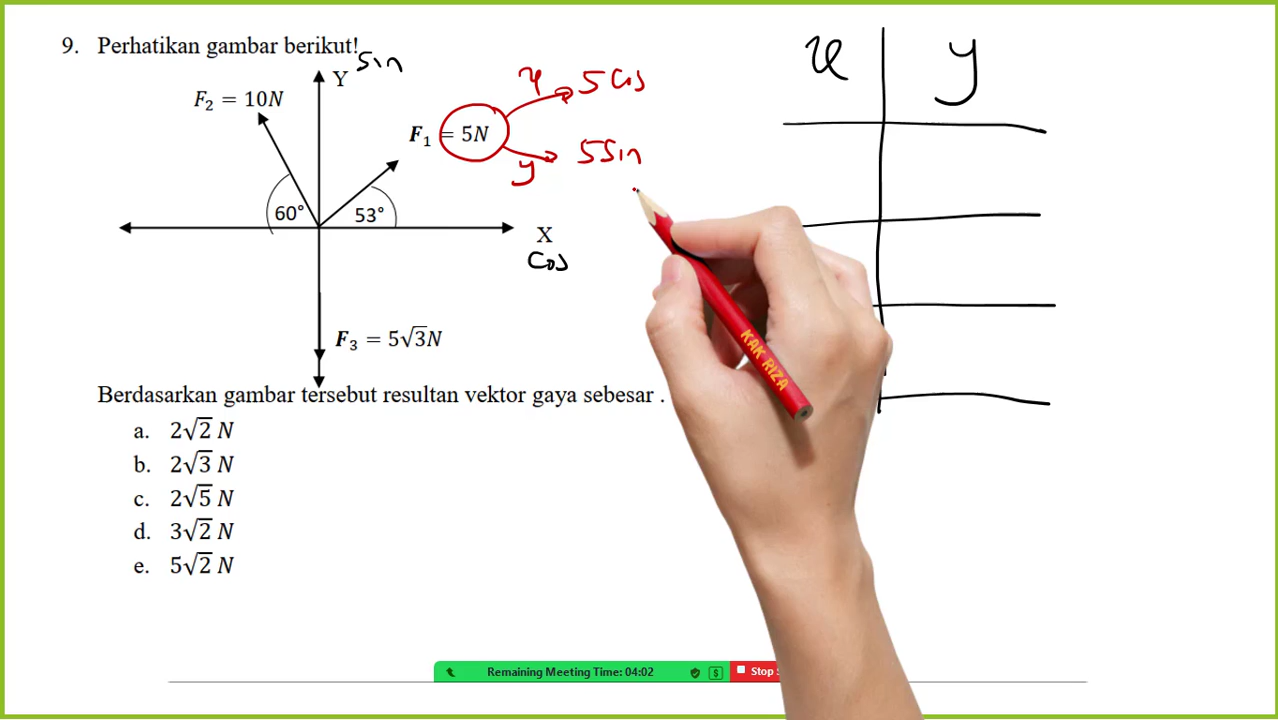 9. Perhatikan gambar berikut!
Sin
Y
F₂ = 10N
F₁ = 5N
x
5 Cos
y
5 Sin
x
y
60°
53°
X
Cos
F₃ = 5√3N
Berdasarkan gambar tersebut resultan vektor gaya sebesar .
a. 2√2 N
b. 2√3 N
c. 2√5 N
d. 3√2 N
e. 5√2 N
KAK RIZA
Remaining Meeting Time: 04:02
Stop